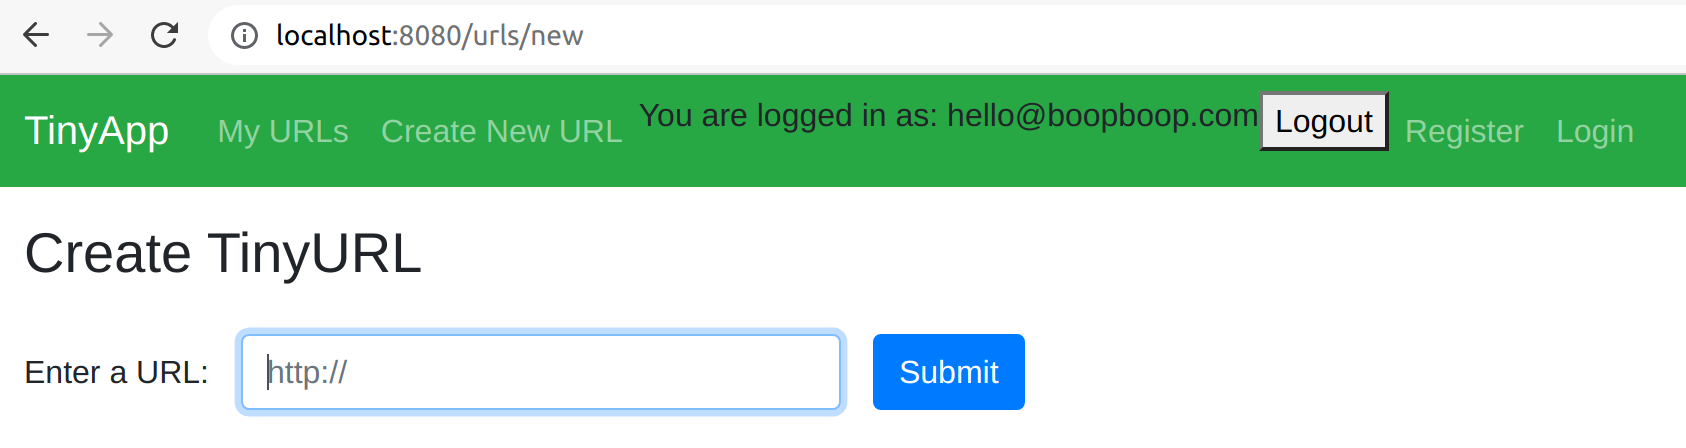 localhost:8080/urls/new
TinyApp My URLs Create New URL You are logged in as: hello@boopboop.com Logout Register Login
Create TinyURL
Enter a URL: http:// Submit